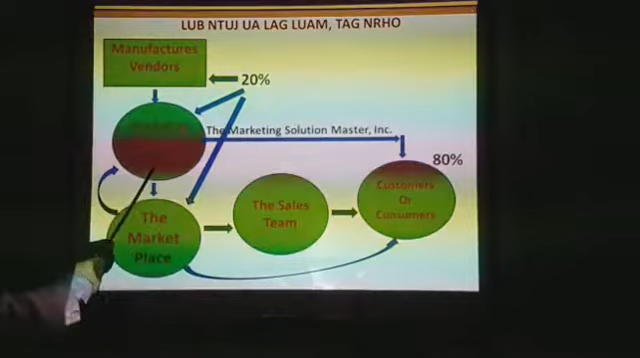 LUB NTUJ UA LAG LUAM, TAG NRHO
Manufactures
Vendors
20%
The Marketing Solution Master, Inc.
80%
Customers
Or
Consumers
The Sales
Team
The
Market
Place